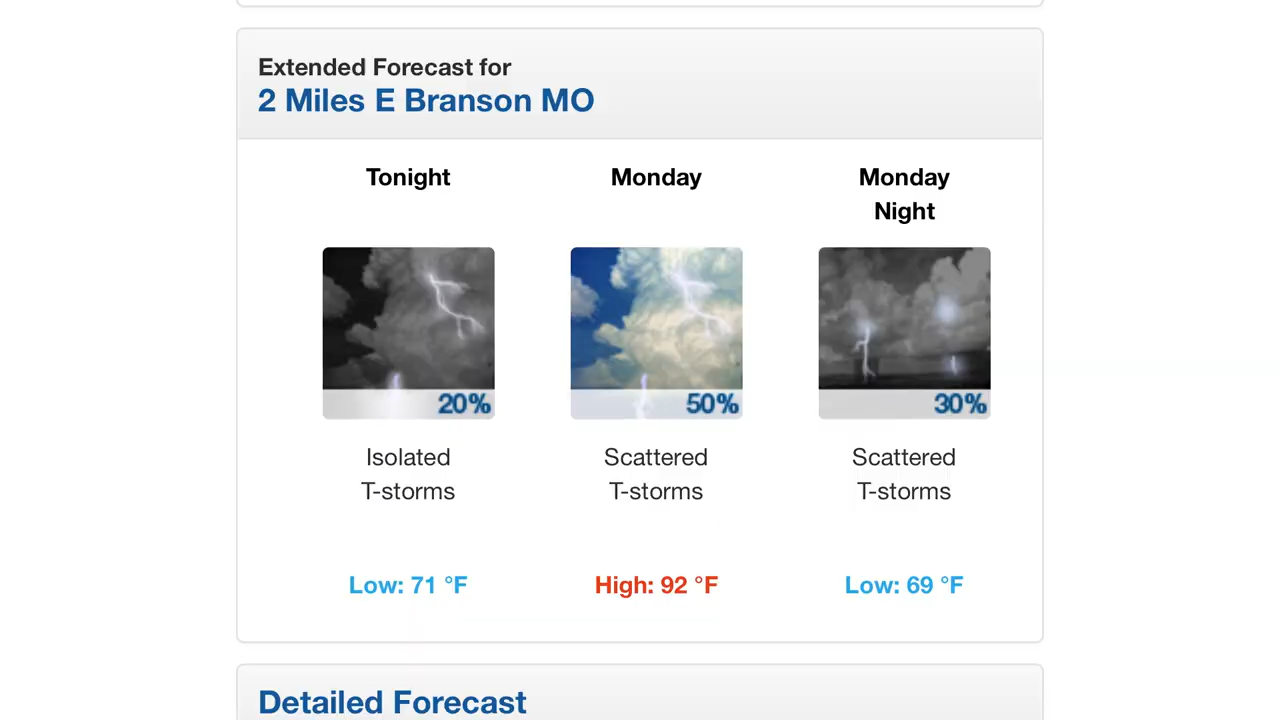 Extended Forecast for
2 Miles E Branson MO
Tonight
Monday
Monday
Night
20%
50%
30%
Isolated
T-storms
Scattered
T-storms
Scattered
T-storms
Low: 71 °F
High: 92 °F
Low: 69 °F
Detailed Forecast